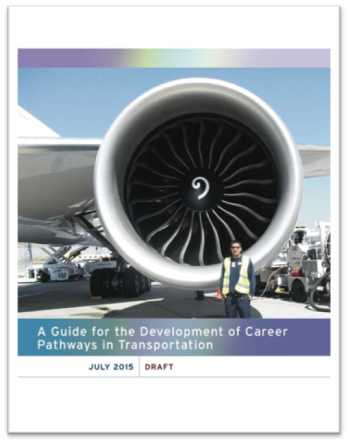 A Guide for the Development of Career
Pathways in Transportation
JULY 2015 DRAFT